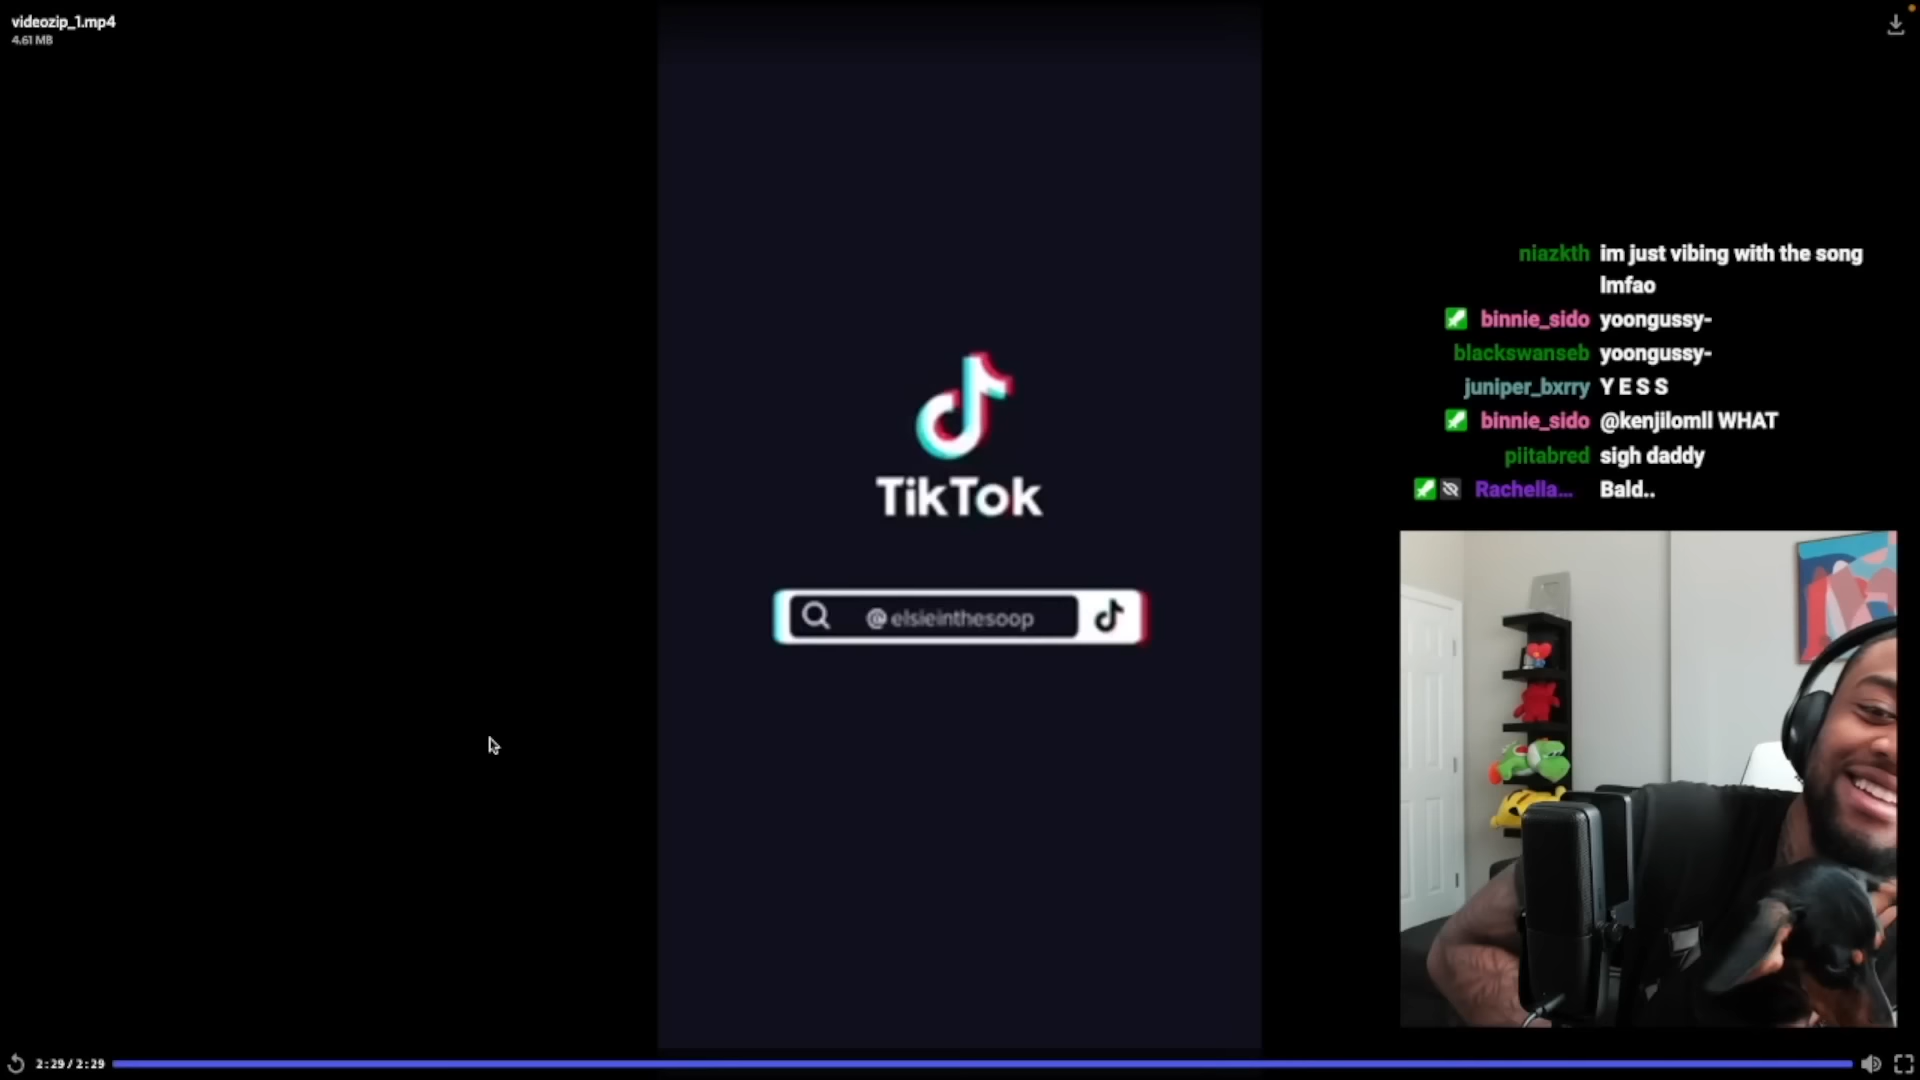 videozip_1.mp4
4.61 MB
TikTok
@elsieinthesoop
niazkth im just vibing with the song
lmfao
binnie_sido yoongussy-
blackswanseb yoongussy-
juniper_bxrry Y E S S
binnie_sido @kenjilomll WHAT
piitabred sigh daddy
Rachella... Bald..
2:29 / 2:29